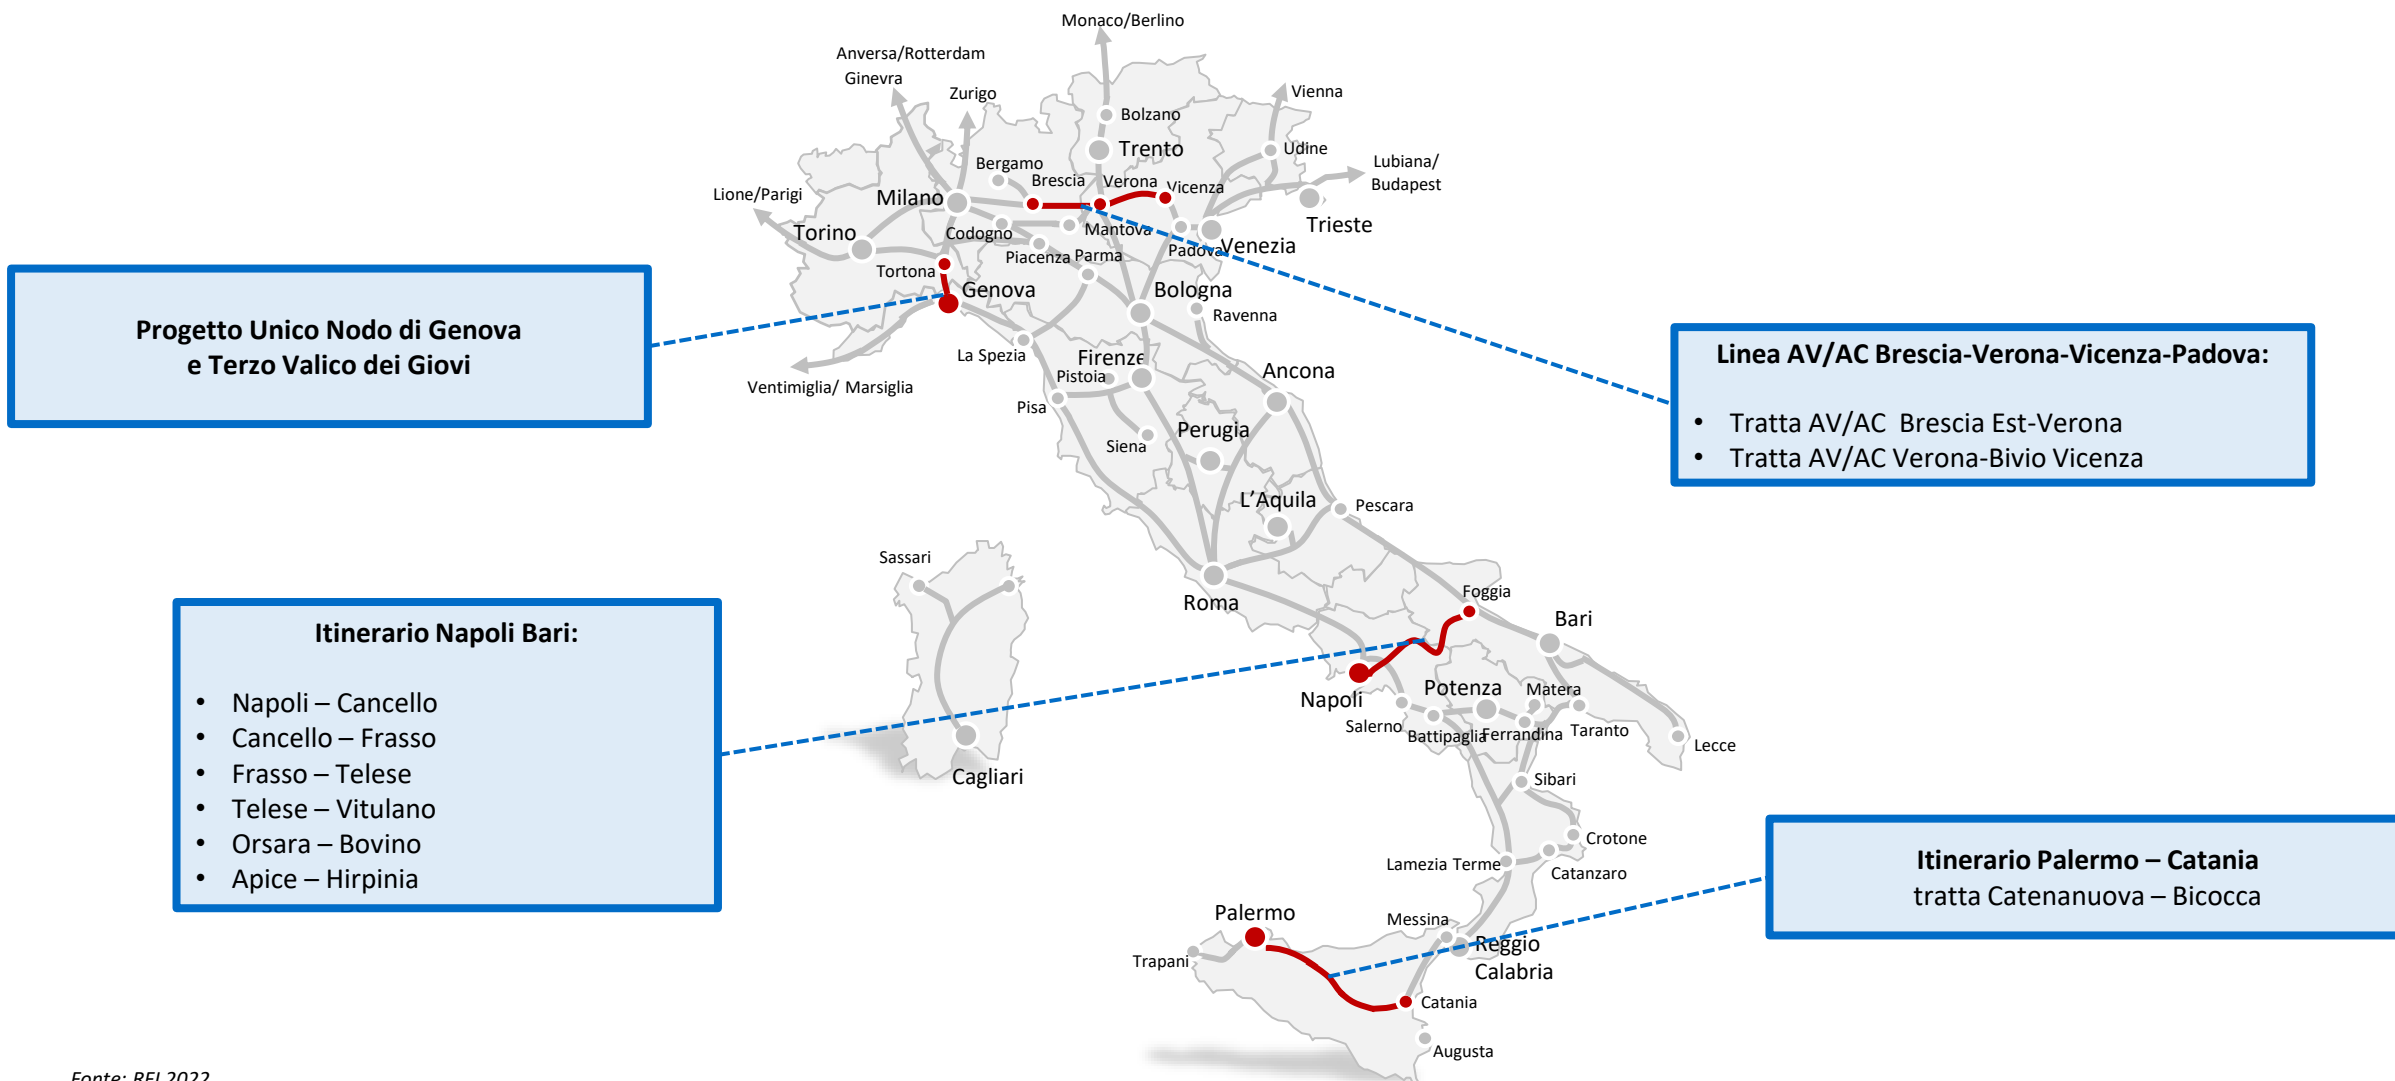 Monaco/Berlino
Anversa/Rotterdam
Ginevra
Zurigo
Vienna
Bolzano
Trento
Udine
Bergamo
Brescia
Verona
Vicenza
Lubiana/
Budapest
Lione/Parigi
Milano
Trieste
Torino
Codogno
Mantova
Padova
Venezia
Piacenza
Parma
Tortona
Genova
Bologna
Ravenna
La Spezia
Firenze
Pistoia
Ancona
Ventimiglia/ Marsiglia
Pisa
Siena
Perugia
L’Aquila
Pescara
Sassari
Roma
Foggia
Bari
Napoli
Potenza
Matera
Salerno
Battipaglia
Ferrandina
Taranto
Lecce
Cagliari
Sibari
Crotone
Lamezia Terme
Catanzaro
Palermo
Messina
Reggio
Calabria
Trapani
Catania
Augusta
Progetto Unico Nodo di Genova
e Terzo Valico dei Giovi
Linea AV/AC Brescia-Verona-Vicenza-Padova:
• Tratta AV/AC  Brescia Est-Verona
• Tratta AV/AC Verona-Bivio Vicenza
Itinerario Napoli Bari:
• Napoli – Cancello
• Cancello – Frasso
• Frasso – Telese
• Telese – Vitulano
• Orsara – Bovino
• Apice – Hirpinia
Itinerario Palermo – Catania
tratta Catenanuova – Bicocca
Fonte: RFI 2022